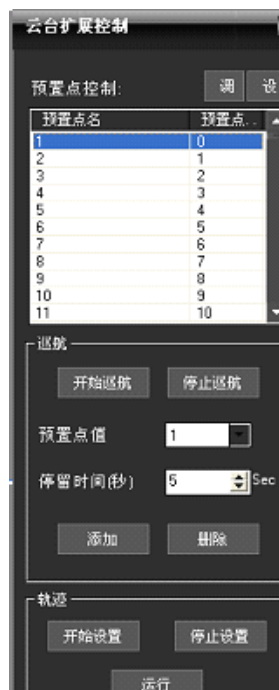 云台扩展控制
预置点控制: 调 设
预置点名 预置点..
1 0
2 1
3 2
4 3
5 4
6 5
7 6
8 7
9 8
10 9
11 10
巡航
开始巡航 停止巡航
预置点值 1
停留时间(秒) 5 Sec
添加 删除
轨迹
开始设置 停止设置
运行